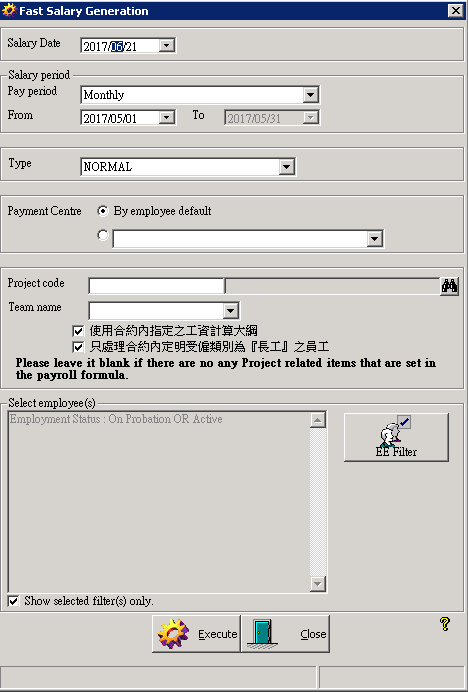 Fast Salary Generation
Salary Date 2017/06/21
Salary period
Pay period Monthly
From 2017/05/01 To 2017/05/31
Type NORMAL
Payment Centre By employee default
Project code
Team name
使用合約內指定之工資計算大綱
只處理合約內定明受僱類別為『長工』之員工
Please leave it blank if there are no any Project related items that are set in
the payroll formula.
Select employee(s)
Employment Status : On Probation OR Active
EE Filter
Show selected filter(s) only.
Execute Close
?